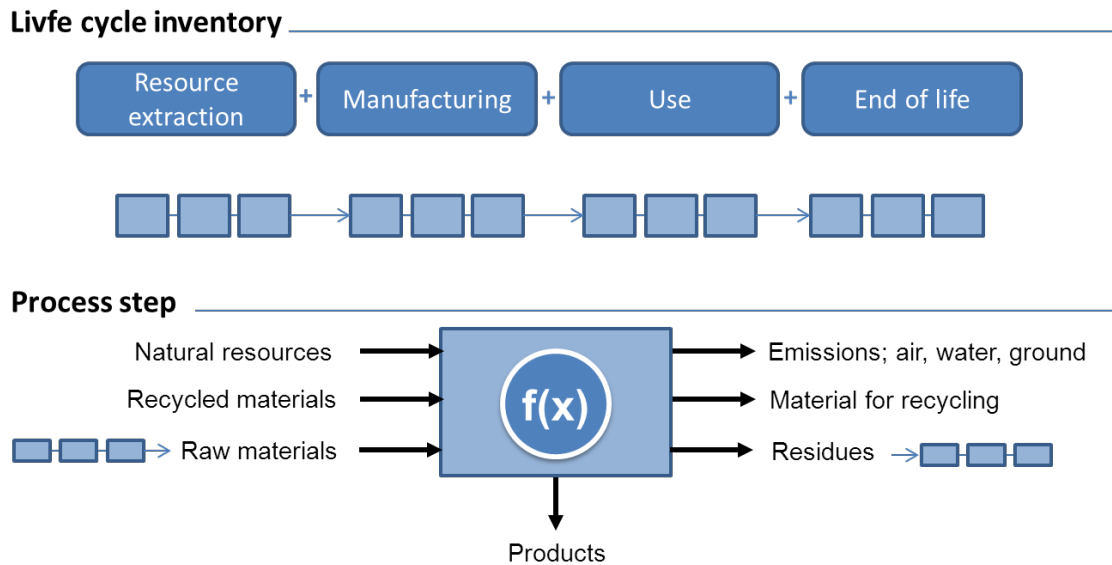 Livfe cycle inventory
Resource
extraction
+
Manufacturing
+
Use
+
End of life
Process step
Natural resources
Recycled materials
Raw materials
f(x)
Emissions; air, water, ground
Material for recycling
Residues
Products